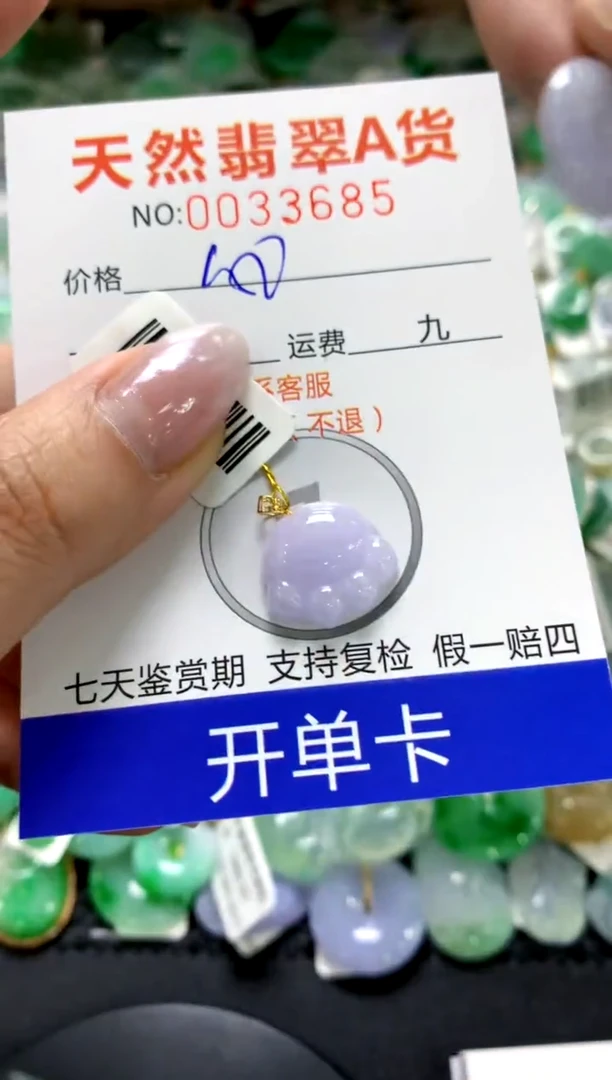 天然翡翠A货
NO:0033685
价格
运费 九
系客服
(不退)
七天鉴赏期 支持复检 假一赔四
开单卡